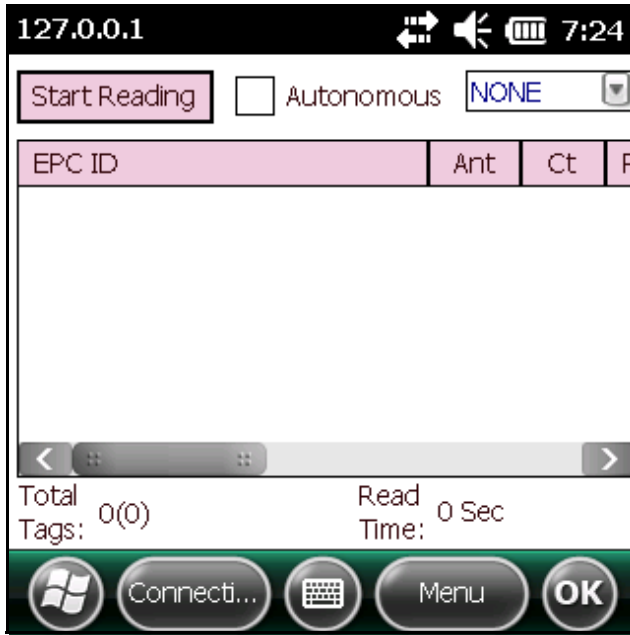 127.0.0.1 7:24
Start Reading Autonomous NONE
EPC ID Ant Ct
Total Tags: 0(0) Read Time: 0 Sec
Connecti... Menu OK